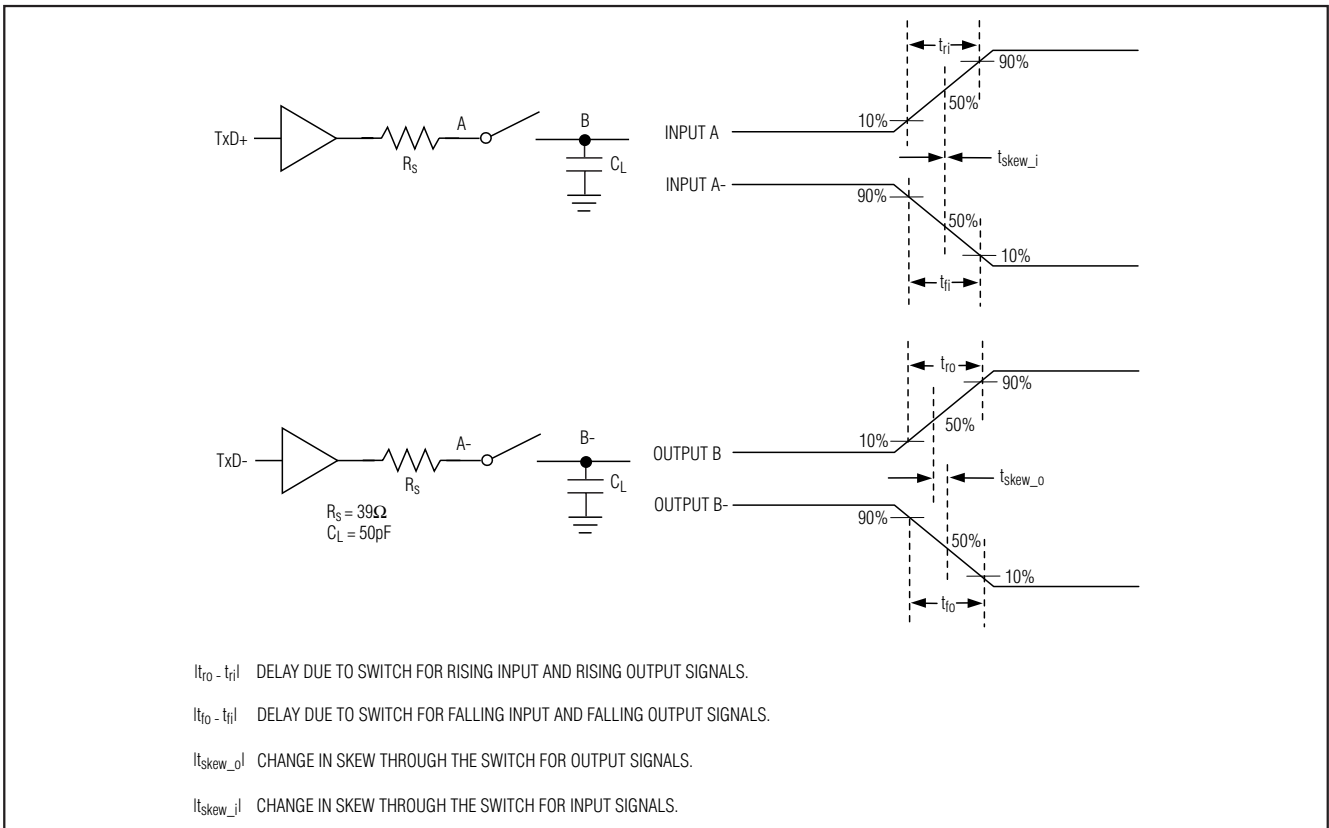 TxD+
A
B
R_S
C_L
INPUT A
10%
t_ri
90%
50%
t_skew_i
INPUT A-
90%
50%
10%
t_fi
TxD-
A-
B-
R_S
C_L
R_S = 39Ω
C_L = 50pF
OUTPUT B
10%
t_ro
90%
50%
t_skew_o
OUTPUT B-
90%
50%
10%
t_fo
|t_ro - t_ri| DELAY DUE TO SWITCH FOR RISING INPUT AND RISING OUTPUT SIGNALS.
|t_fo - t_fi| DELAY DUE TO SWITCH FOR FALLING INPUT AND FALLING OUTPUT SIGNALS.
|t_skew_o| CHANGE IN SKEW THROUGH THE SWITCH FOR OUTPUT SIGNALS.
|t_skew_i| CHANGE IN SKEW THROUGH THE SWITCH FOR INPUT SIGNALS.